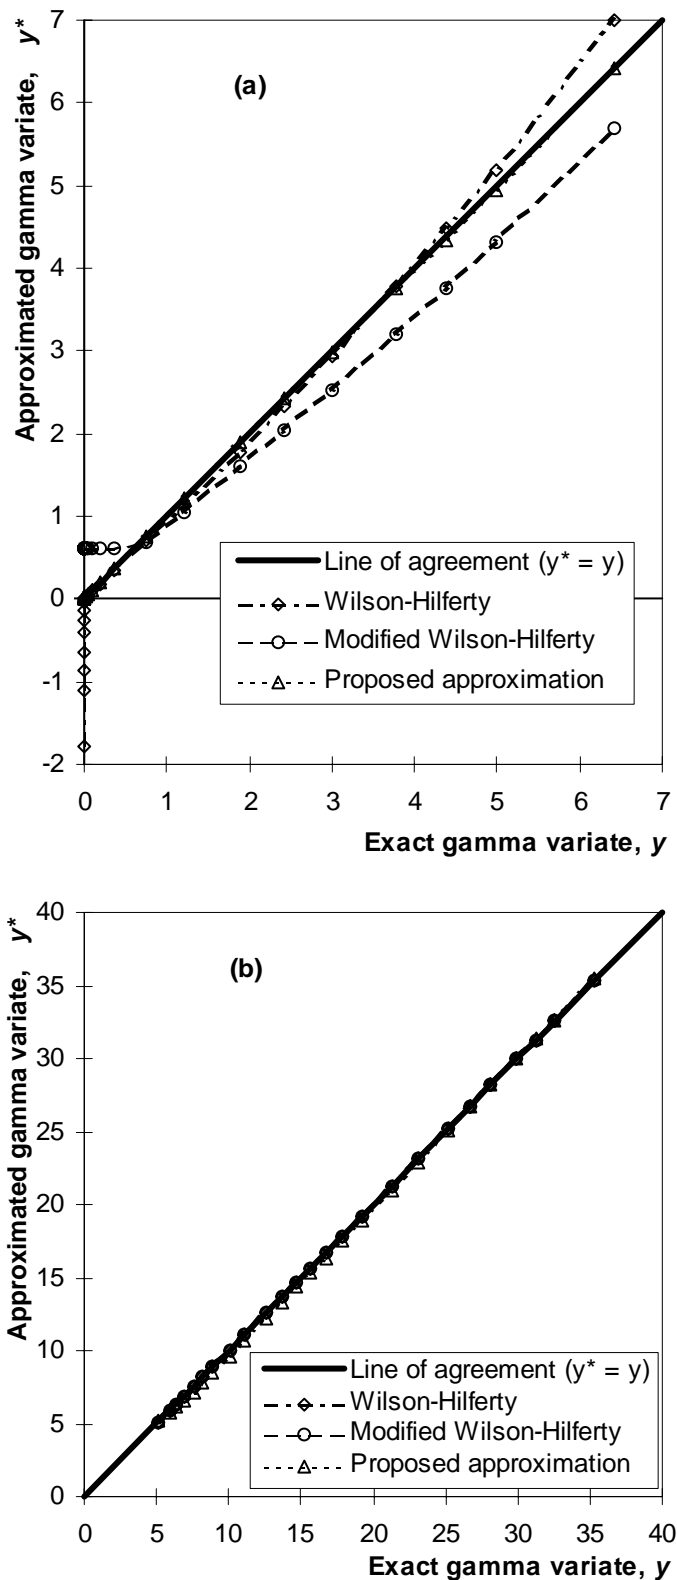 Approximated gamma variate, y*
7
6
5
4
3
2
1
0
-1
-2
(a)
Line of agreement (y* = y)
Wilson-Hilferty
Modified Wilson-Hilferty
Proposed approximation
0 1 2 3 4 5 6 7
Exact gamma variate, y
Approximated gamma variate, y*
40
35
30
25
20
15
10
5
0
(b)
Line of agreement (y* = y)
Wilson-Hilferty
Modified Wilson-Hilferty
Proposed approximation
0 5 10 15 20 25 30 35 40
Exact gamma variate, y